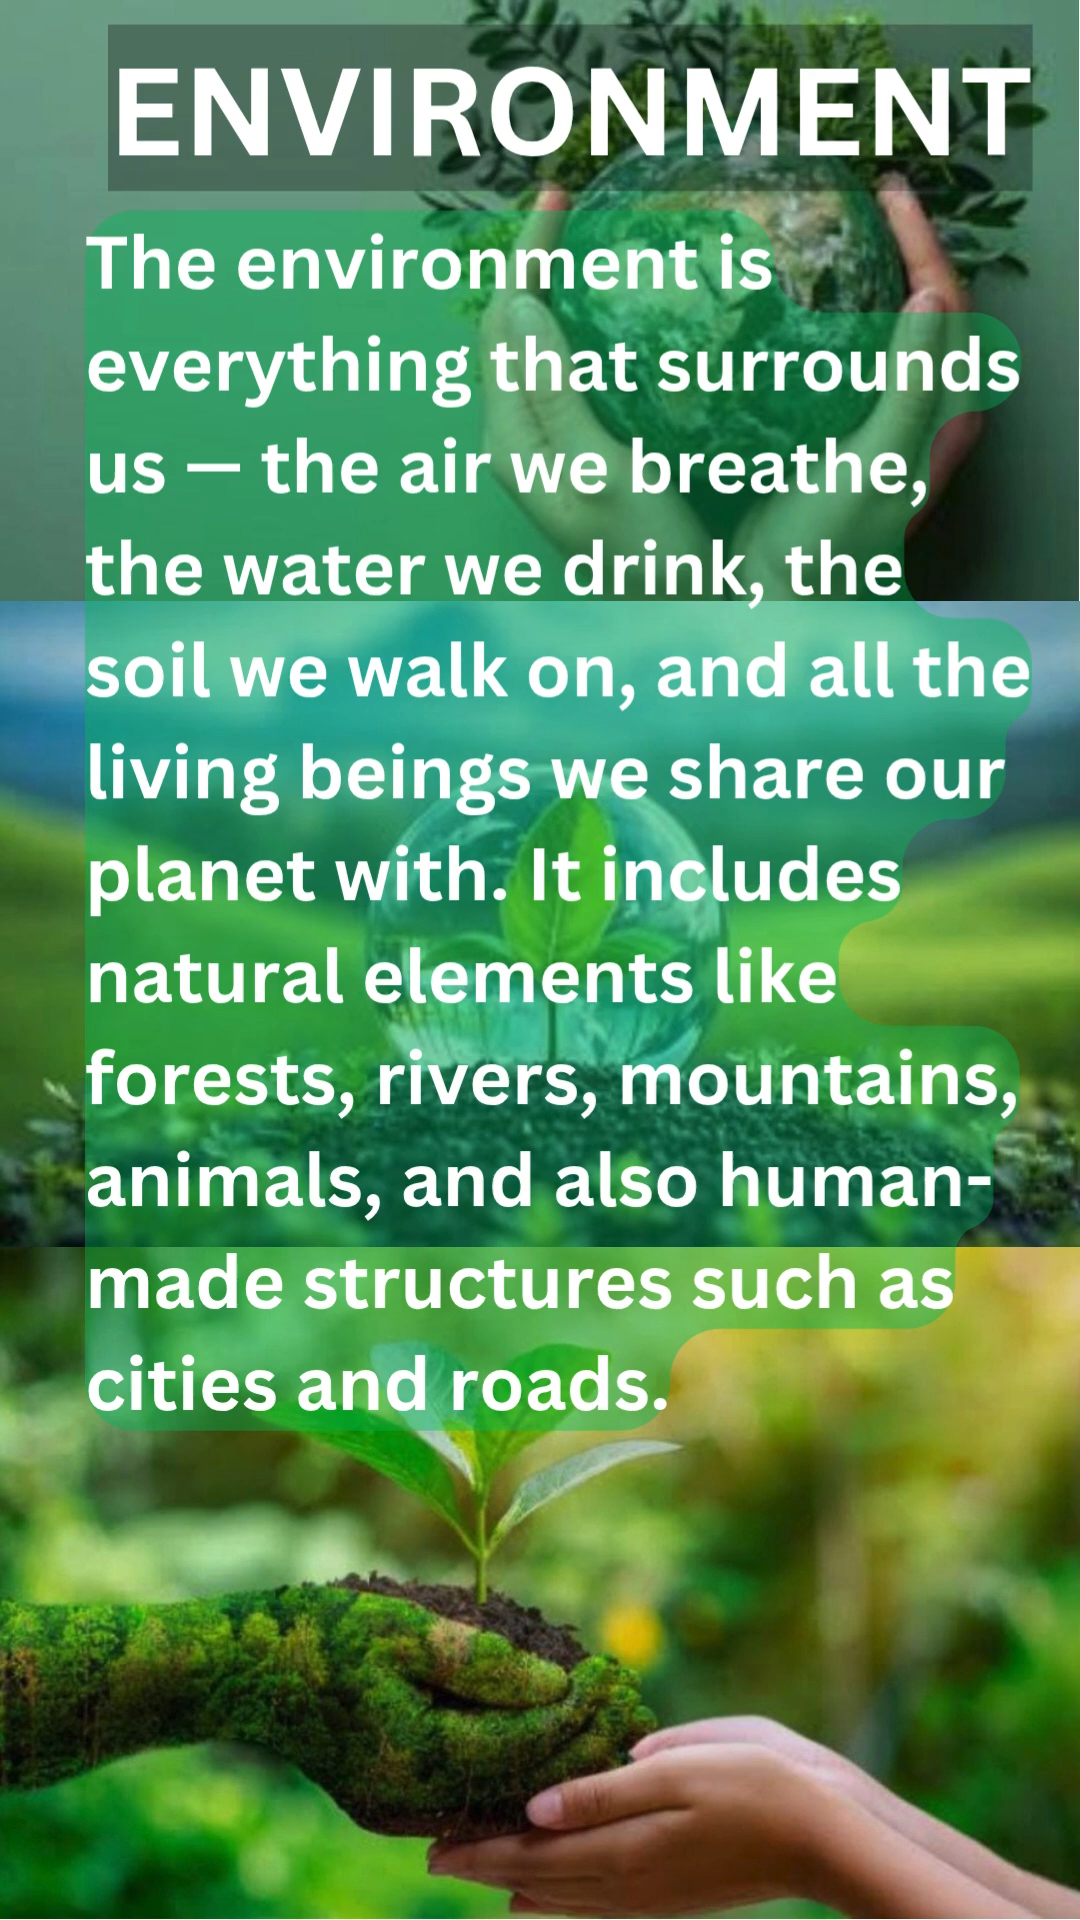 ENVIRONMENT
The environment is
everything that surrounds
us — the air we breathe,
the water we drink, the
soil we walk on, and all the
living beings we share our
planet with. It includes
natural elements like
forests, rivers, mountains,
animals, and also human-
made structures such as
cities and roads.